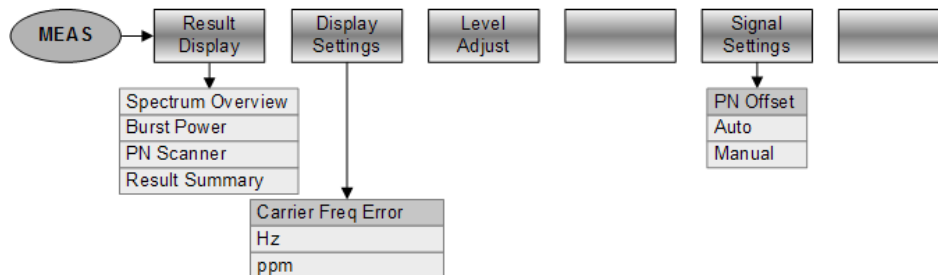 MEAS
Result
Display
Display
Settings
Level
Adjust
Signal
Settings
Spectrum Overview
Burst Power
PN Scanner
Result Summary
PN Offset
Auto
Manual
Carrier Freq Error
Hz
ppm